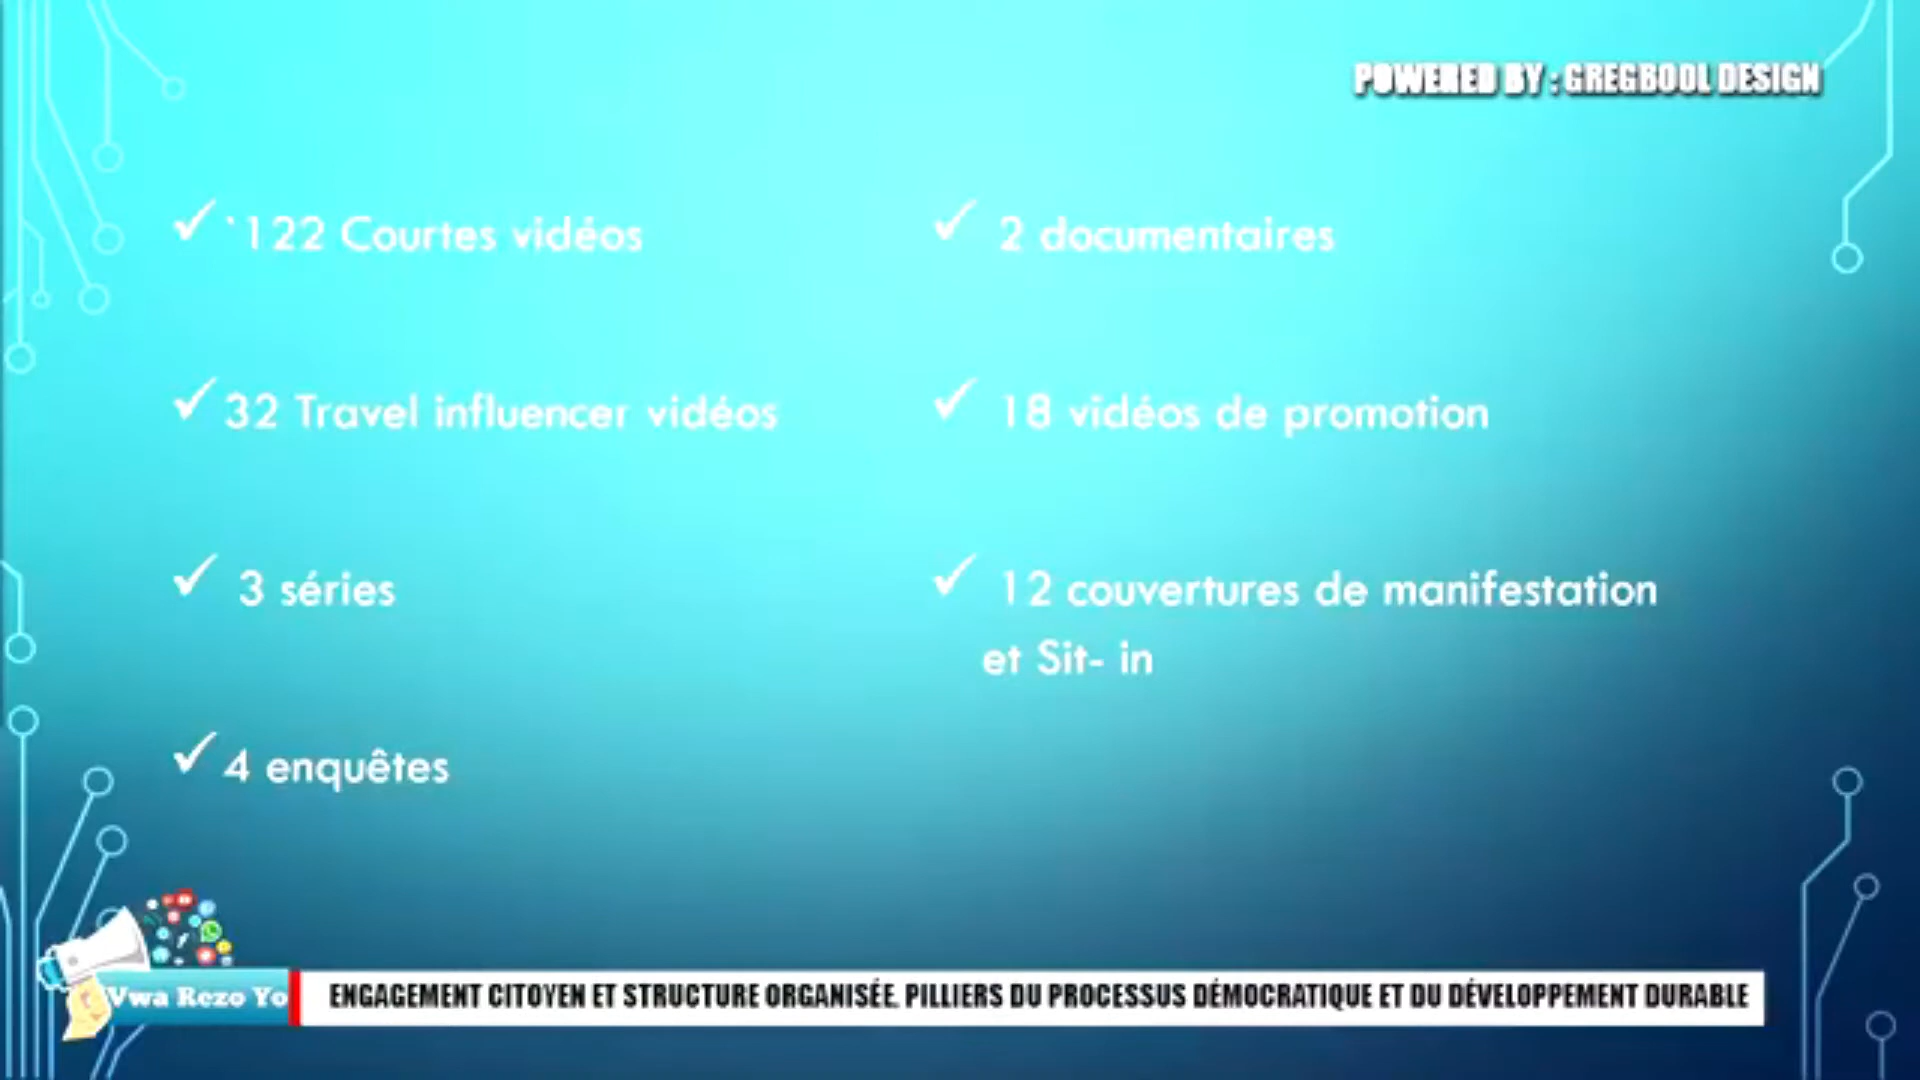 POWERED BY : GREGBOOL DESIGN
`122 Courtes vidéos
32 Travel influencer vidéos
3 séries
4 enquêtes
2 documentaires
18 vidéos de promotion
12 couvertures de manifestation
et Sit- in
Vwa Rezo Yo
ENGAGEMENT CITOYEN ET STRUCTURE ORGANISÉE, PILLIERS DU PROCESSUS DÉMOCRATIQUE ET DU DÉVELOPPEMENT DURABLE